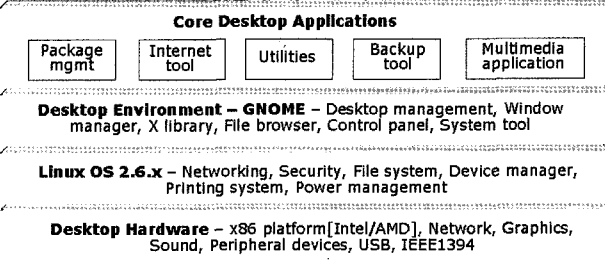 Core Desktop Applications
Package mgmt
Internet tool
Utilities
Backup tool
Multimedia application
Desktop Environment – GNOME – Desktop management, Window
manager, X library, File browser, Control panel, System tool
Linux OS 2.6.x – Networking, Security, File system, Device manager,
Printing system, Power management
Desktop Hardware – x86 platform[Intel/AMD], Network, Graphics,
Sound, Peripheral devices, USB, IEEE1394